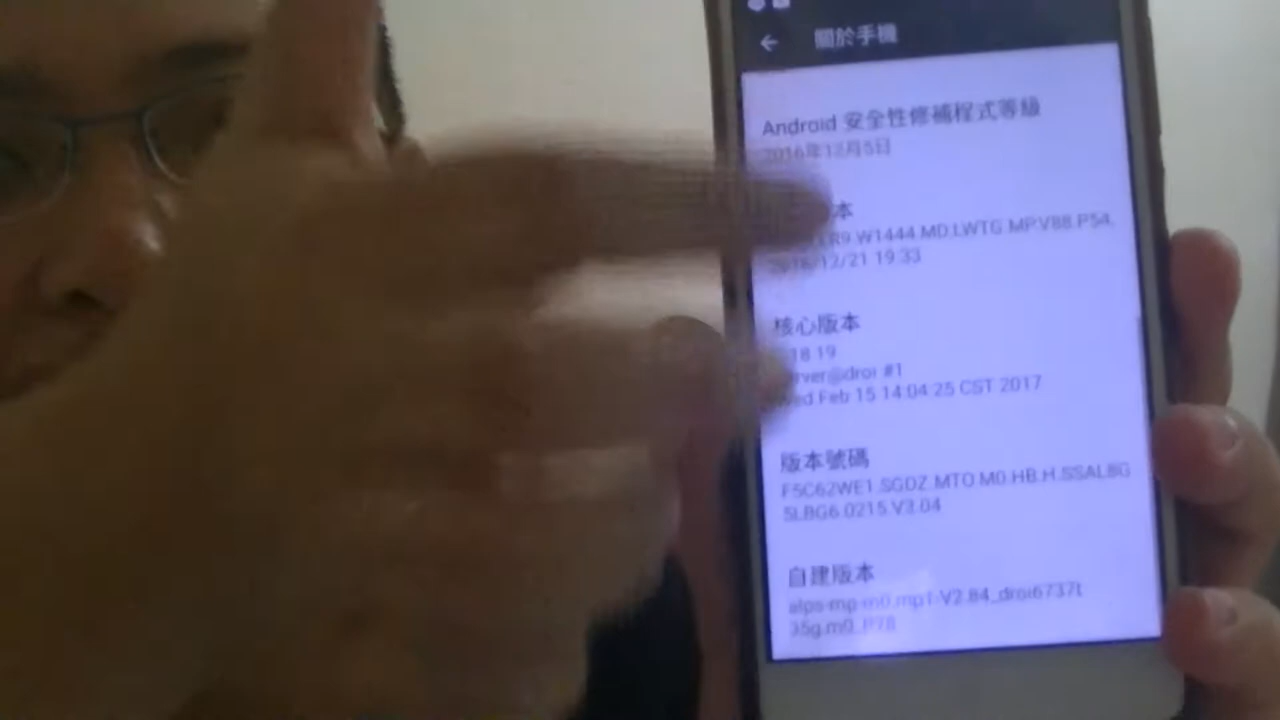 關於手機
Android 安全性修補程式等級
2016年12月5日
本
R9.W1444.MD.LWTG.MP.V88.P54,
2016/12/21 19:33
核心版本
18.19
rver@droi #1
ed Feb 15 14:04:25 CST 2017
版本號碼
F5C62WE1.SGDZ.MTO.M0.HB.H.SSAL8G
5LBG6.0215.V3.04
自建版本
alps-mp-m0.mp1-V2.84_droi6737t
35g.m0_P78